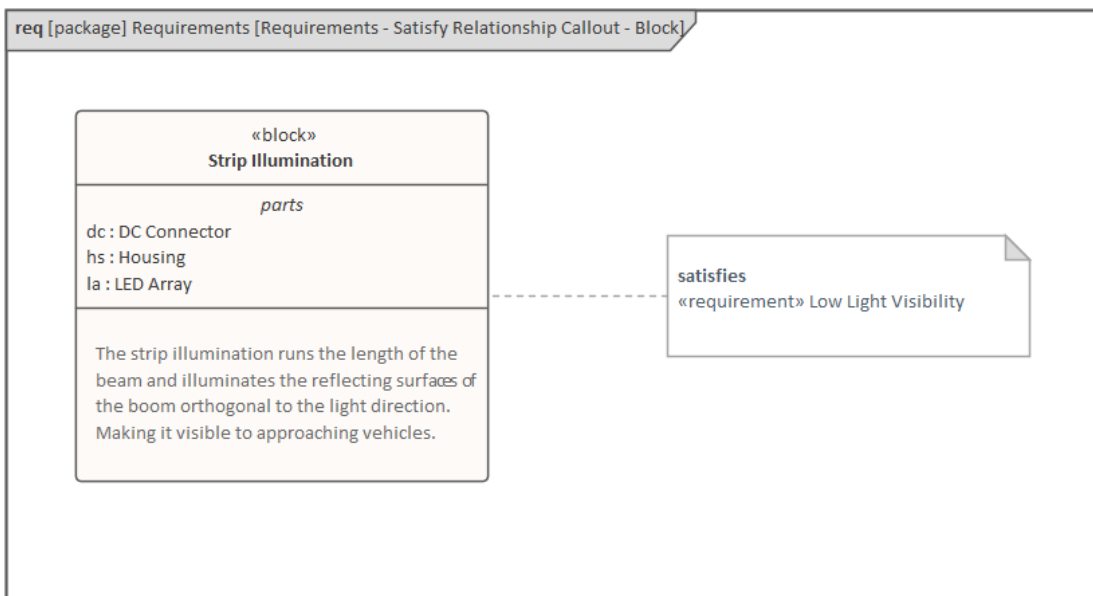 req [package] Requirements [Requirements - Satisfy Relationship Callout - Block]
«block»
Strip Illumination
parts
dc : DC Connector
hs : Housing
la : LED Array
The strip illumination runs the length of the
beam and illuminates the reflecting surfaces of
the boom orthogonal to the light direction.
Making it visible to approaching vehicles.
satisfies
«requirement» Low Light Visibility